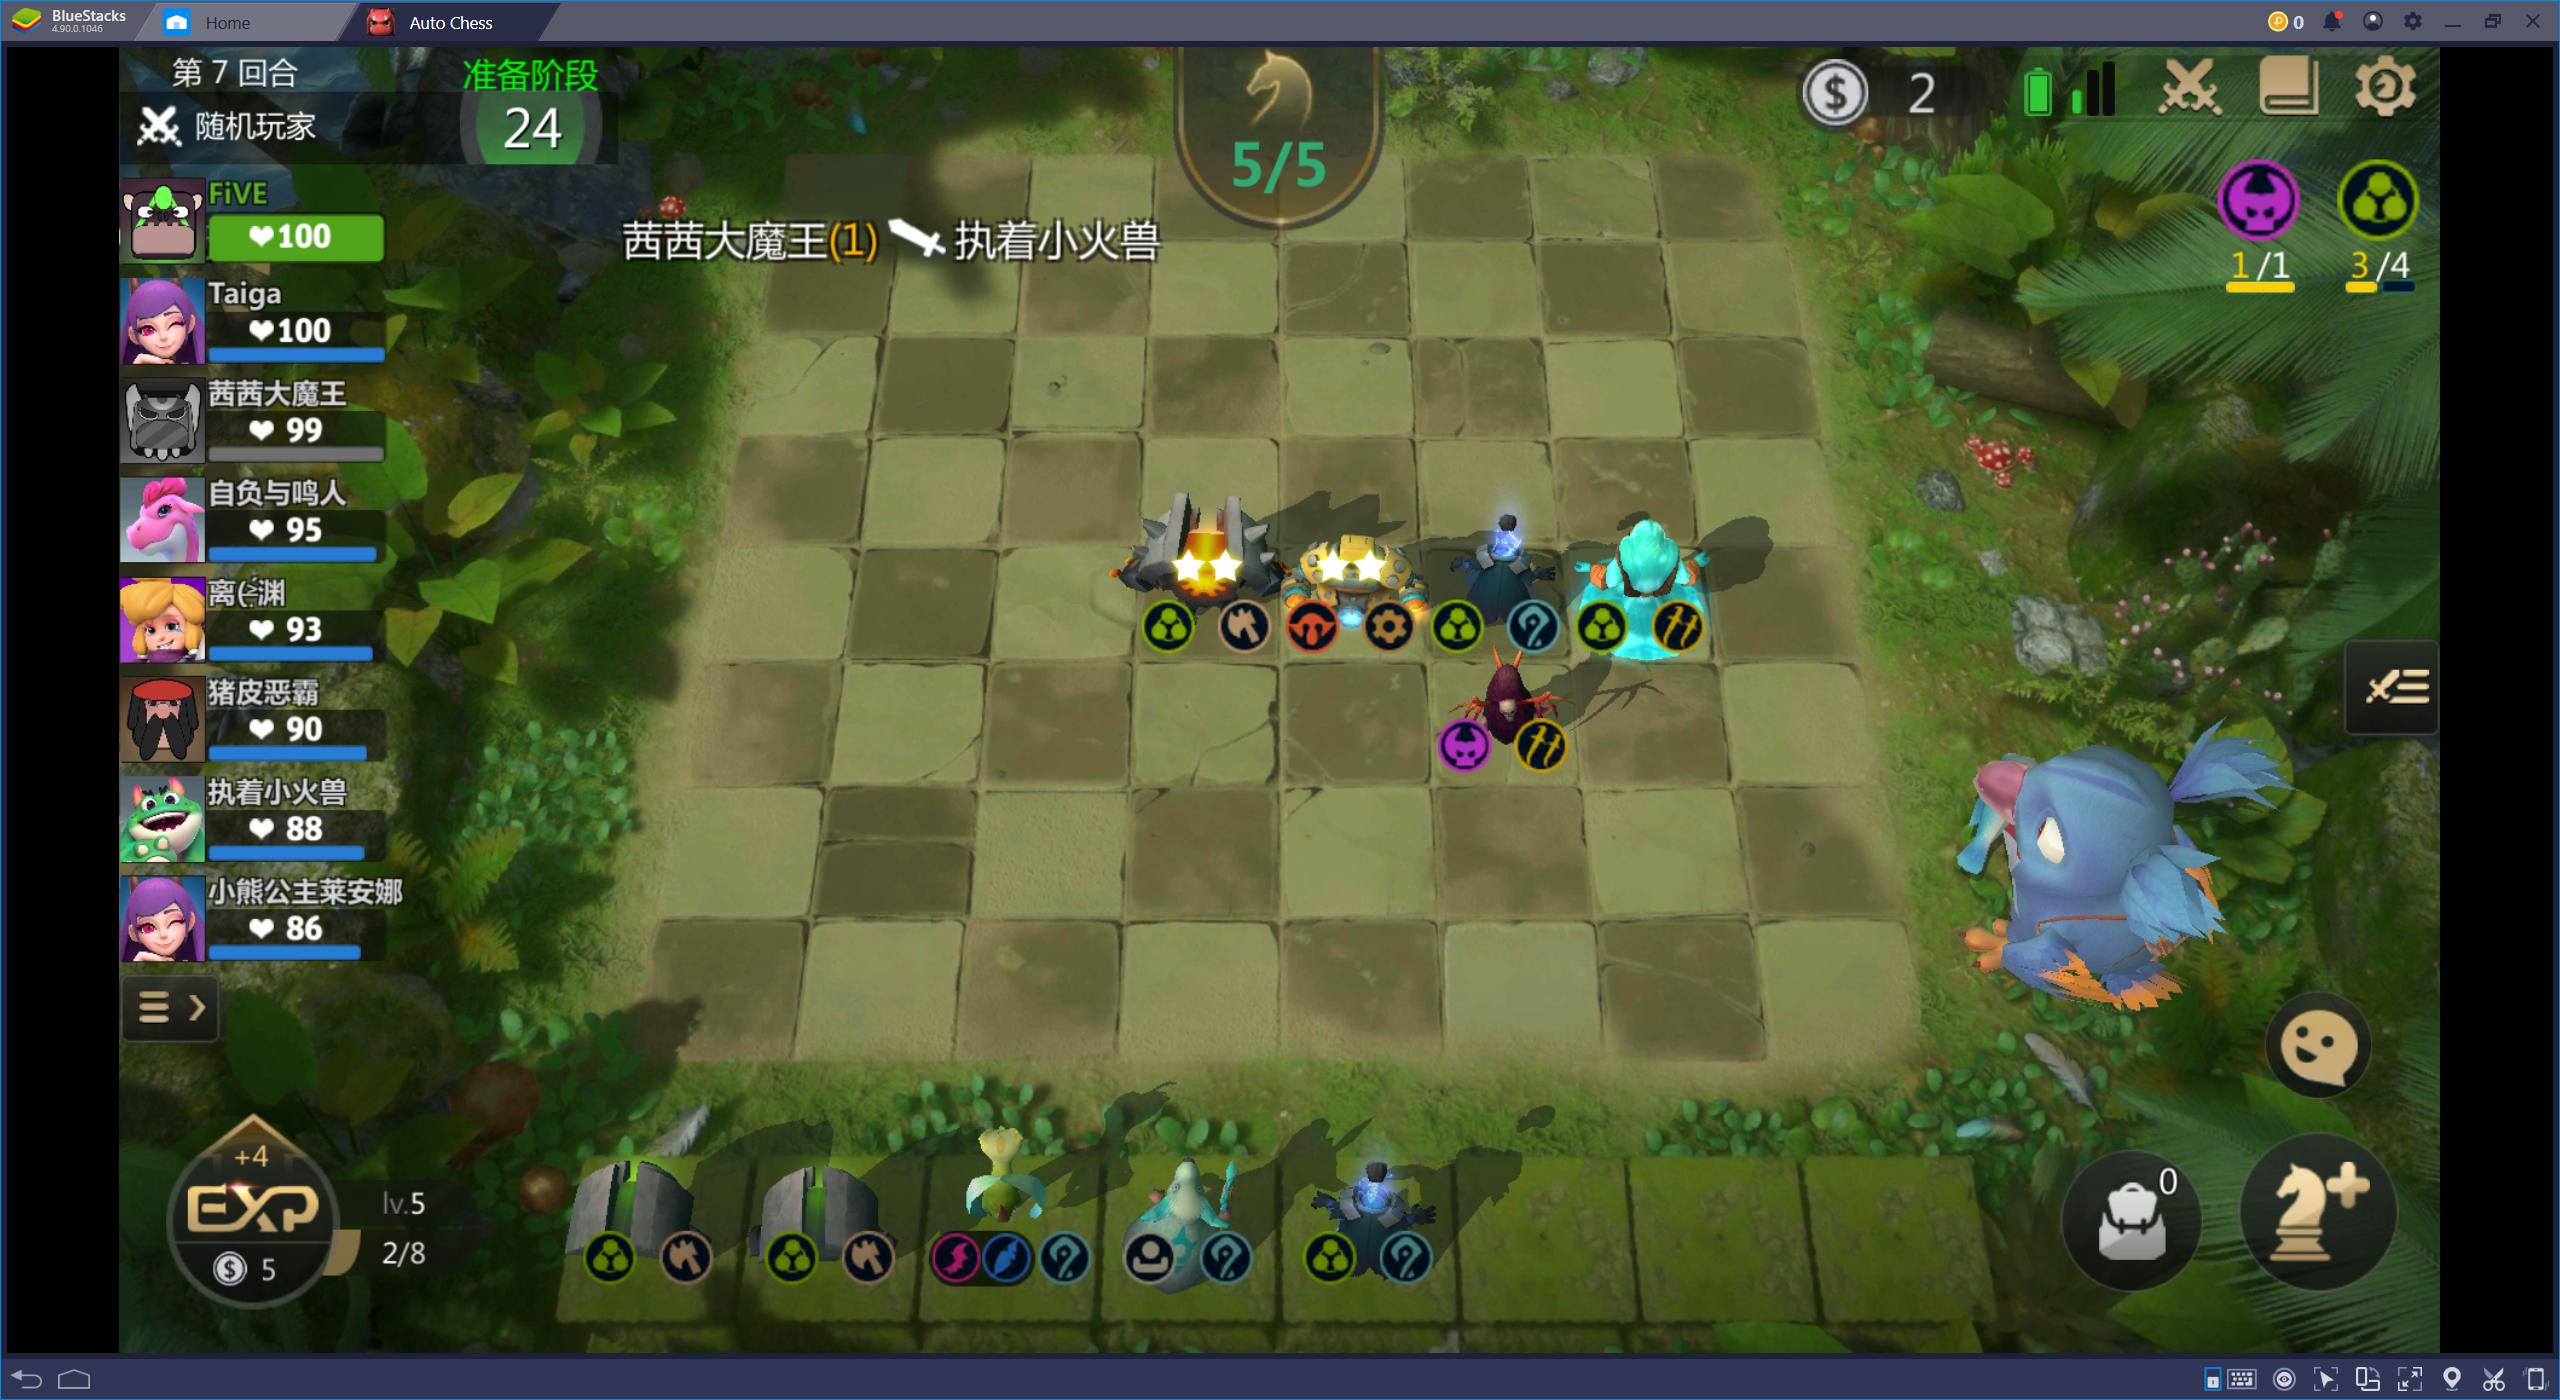 BlueStacks
4.90.0.1046
Home
Auto Chess
0
第 7 回合
准备阶段
24
随机玩家
5/5
2
茜茜大魔王(1) 执着小火兽
1/1
3/4
FiVE
100
Taiga
100
茜茜大魔王
99
自负与鸣人
95
93
猪皮恶霸
90
执着小火兽
88
小熊公主莱安娜
86
+4
EXP
5
lv.5
2/8
0